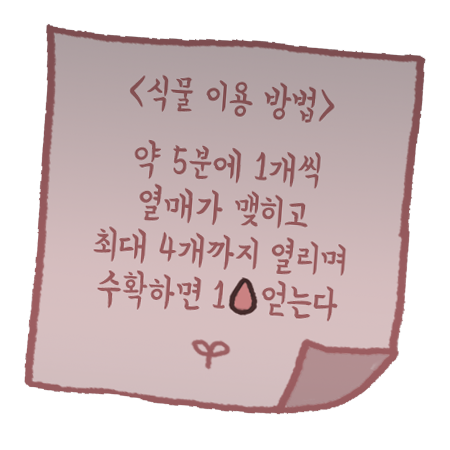 <식물 이용 방법>
약 5분에 1개씩
열매가 맺히고
최대 4개까지 열리며
수확하면 1 얻는다